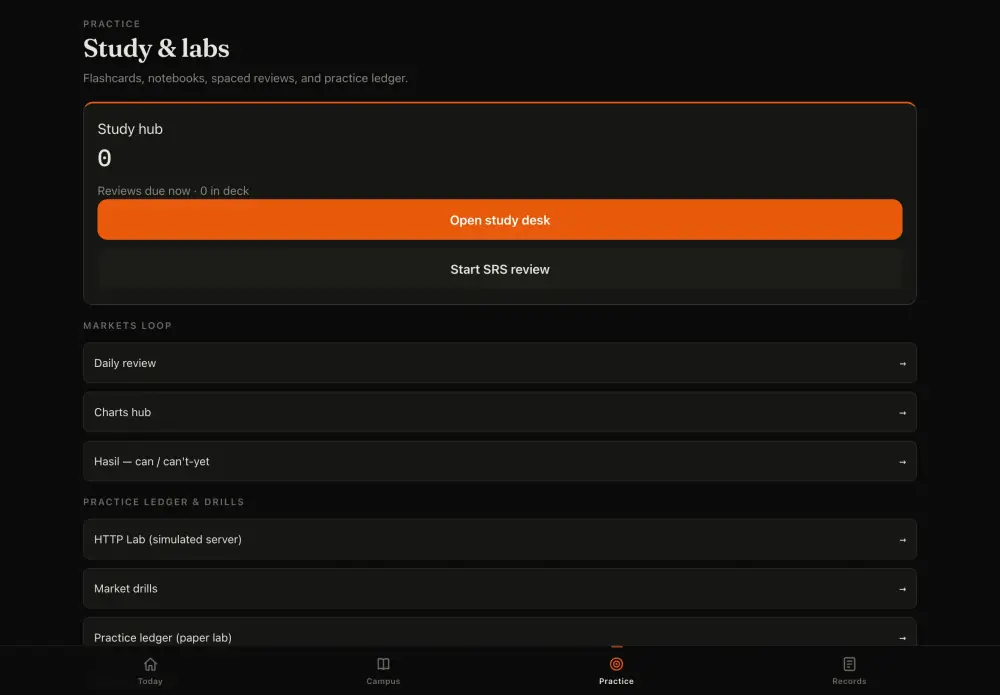 PRACTICE
Study & labs
Flashcards, notebooks, spaced reviews, and practice ledger.
Study hub
0
Reviews due now · 0 in deck
Open study desk
Start SRS review
MARKETS LOOP
Daily review →
Charts hub →
Hasil — can / can't-yet →
PRACTICE LEDGER & DRILLS
HTTP Lab (simulated server) →
Market drills →
Practice ledger (paper lab) →
Today Campus Practice Records